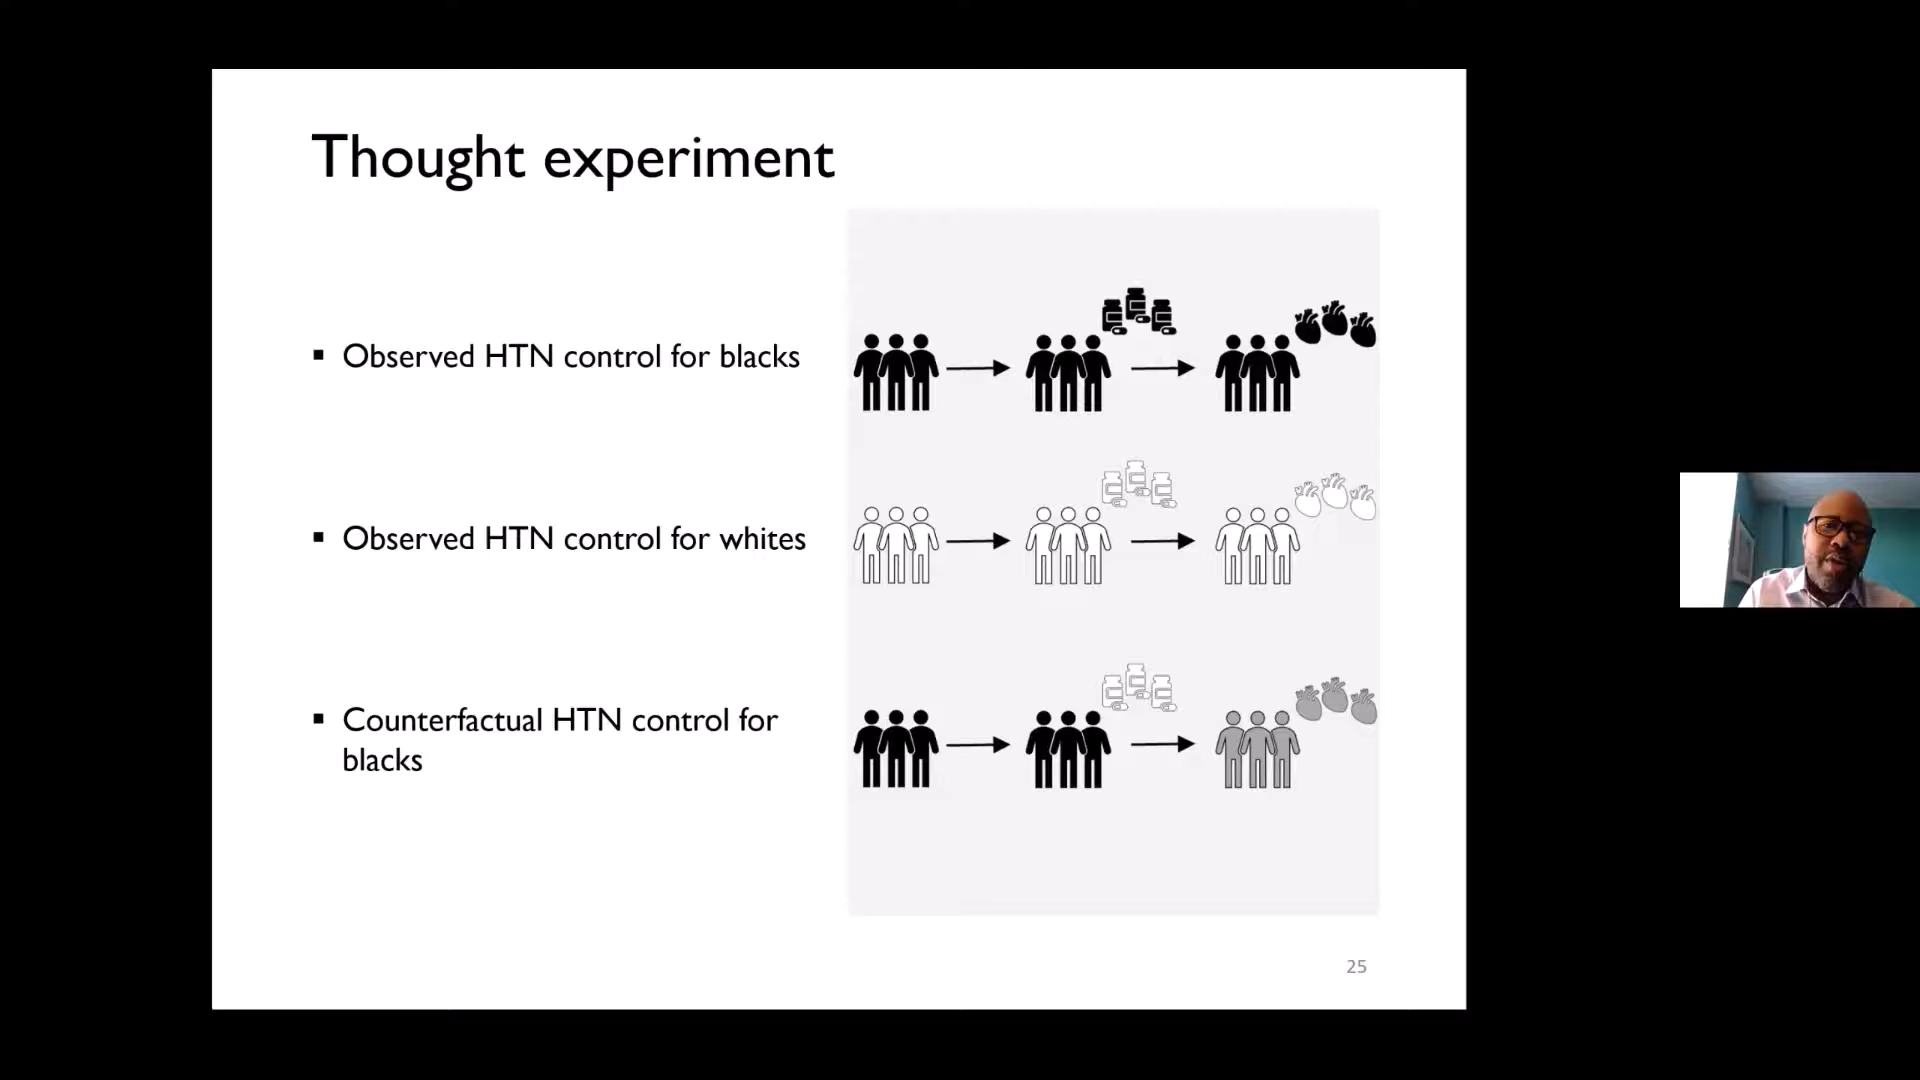 Thought experiment
▪ Observed HTN control for blacks
▪ Observed HTN control for whites
▪ Counterfactual HTN control for
blacks
25